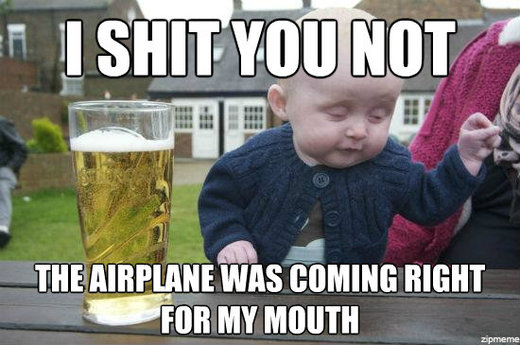 I SHIT YOU NOT
THE AIRPLANE WAS COMING RIGHT
FOR MY MOUTH
zipmeme